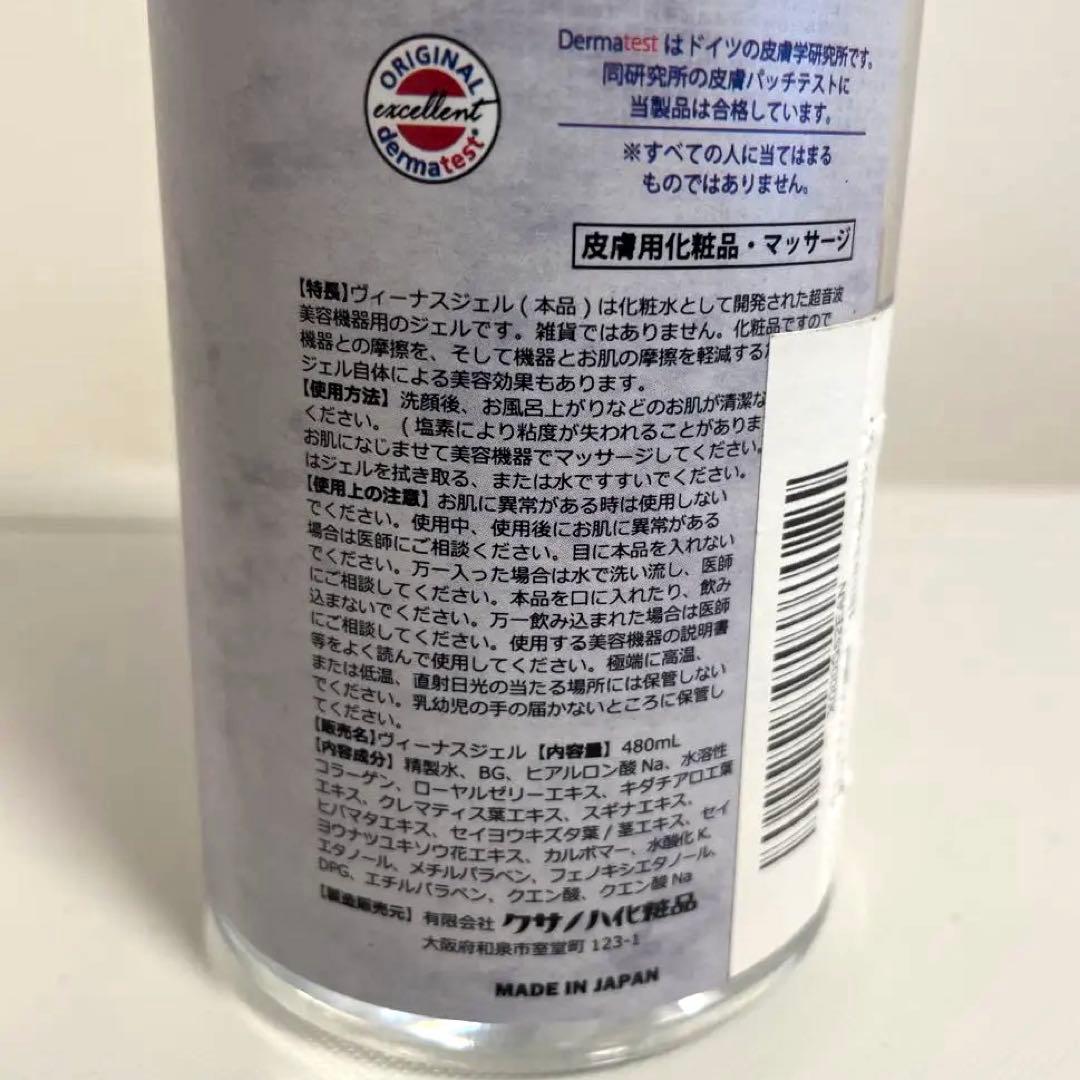 ORIGINAL
excellent
dermatest
Dermatest はドイツの皮膚学研究所です。
同研究所の皮膚パッチテストに
当製品は合格しています。
※すべての人に当てはまる
ものではありません。
皮膚用化粧品・マッサージ
【特長】ヴィーナスジェル(本品)は化粧水として開発された超音波
美容機器用のジェルです。雑貨ではありません。化粧品ですので
機器との摩擦を、そして機器とお肌の摩擦を軽減する
ジェル自体による美容効果もあります。
【使用方法】洗顔後、お風呂上がりなどのお肌が清潔な
ください。(塩素により粘度が失われることがありま
お肌になじませて美容機器でマッサージしてください。
はジェルを拭き取る、または水ですすいでください。
【使用上の注意】お肌に異常がある時は使用しない
でください。使用中、使用後にお肌に異常がある
場合は医師にご相談ください。目に本品を入れない
でください。万一入った場合は水で洗い流し、医師
にご相談してください。本品を口に入れたり、飲み
込まないでください。万一飲み込まれた場合は医師
にご相談してください。使用する美容機器の説明書
等をよく読んで使用してください。極端に高温、
または低温、直射日光の当たる場所には保管しない
でください。乳幼児の手の届かないところに保管し
てください。
【販売名】ヴィーナスジェル【内容量】480mL
【内容成分】精製水、BG、ヒアルロン酸Na、水溶性
コラーゲン、ローヤルゼリーエキス、キダチアロエ葉
エキス、クレマティス葉エキス、スギナエキス、
ヒバマタエキス、セイヨウキズタ葉/茎エキス、セイ
ヨウナツユキソウ花エキス、カルボマー、水酸化K、
エタノール、メチルパラベン、フェノキシエタノール、
DPG、エチルパラベン、クエン酸、クエン酸Na
【製造販売元】有限会社 クサノハ化粧品
大阪府和泉市室堂町 123-1
MADE IN JAPAN